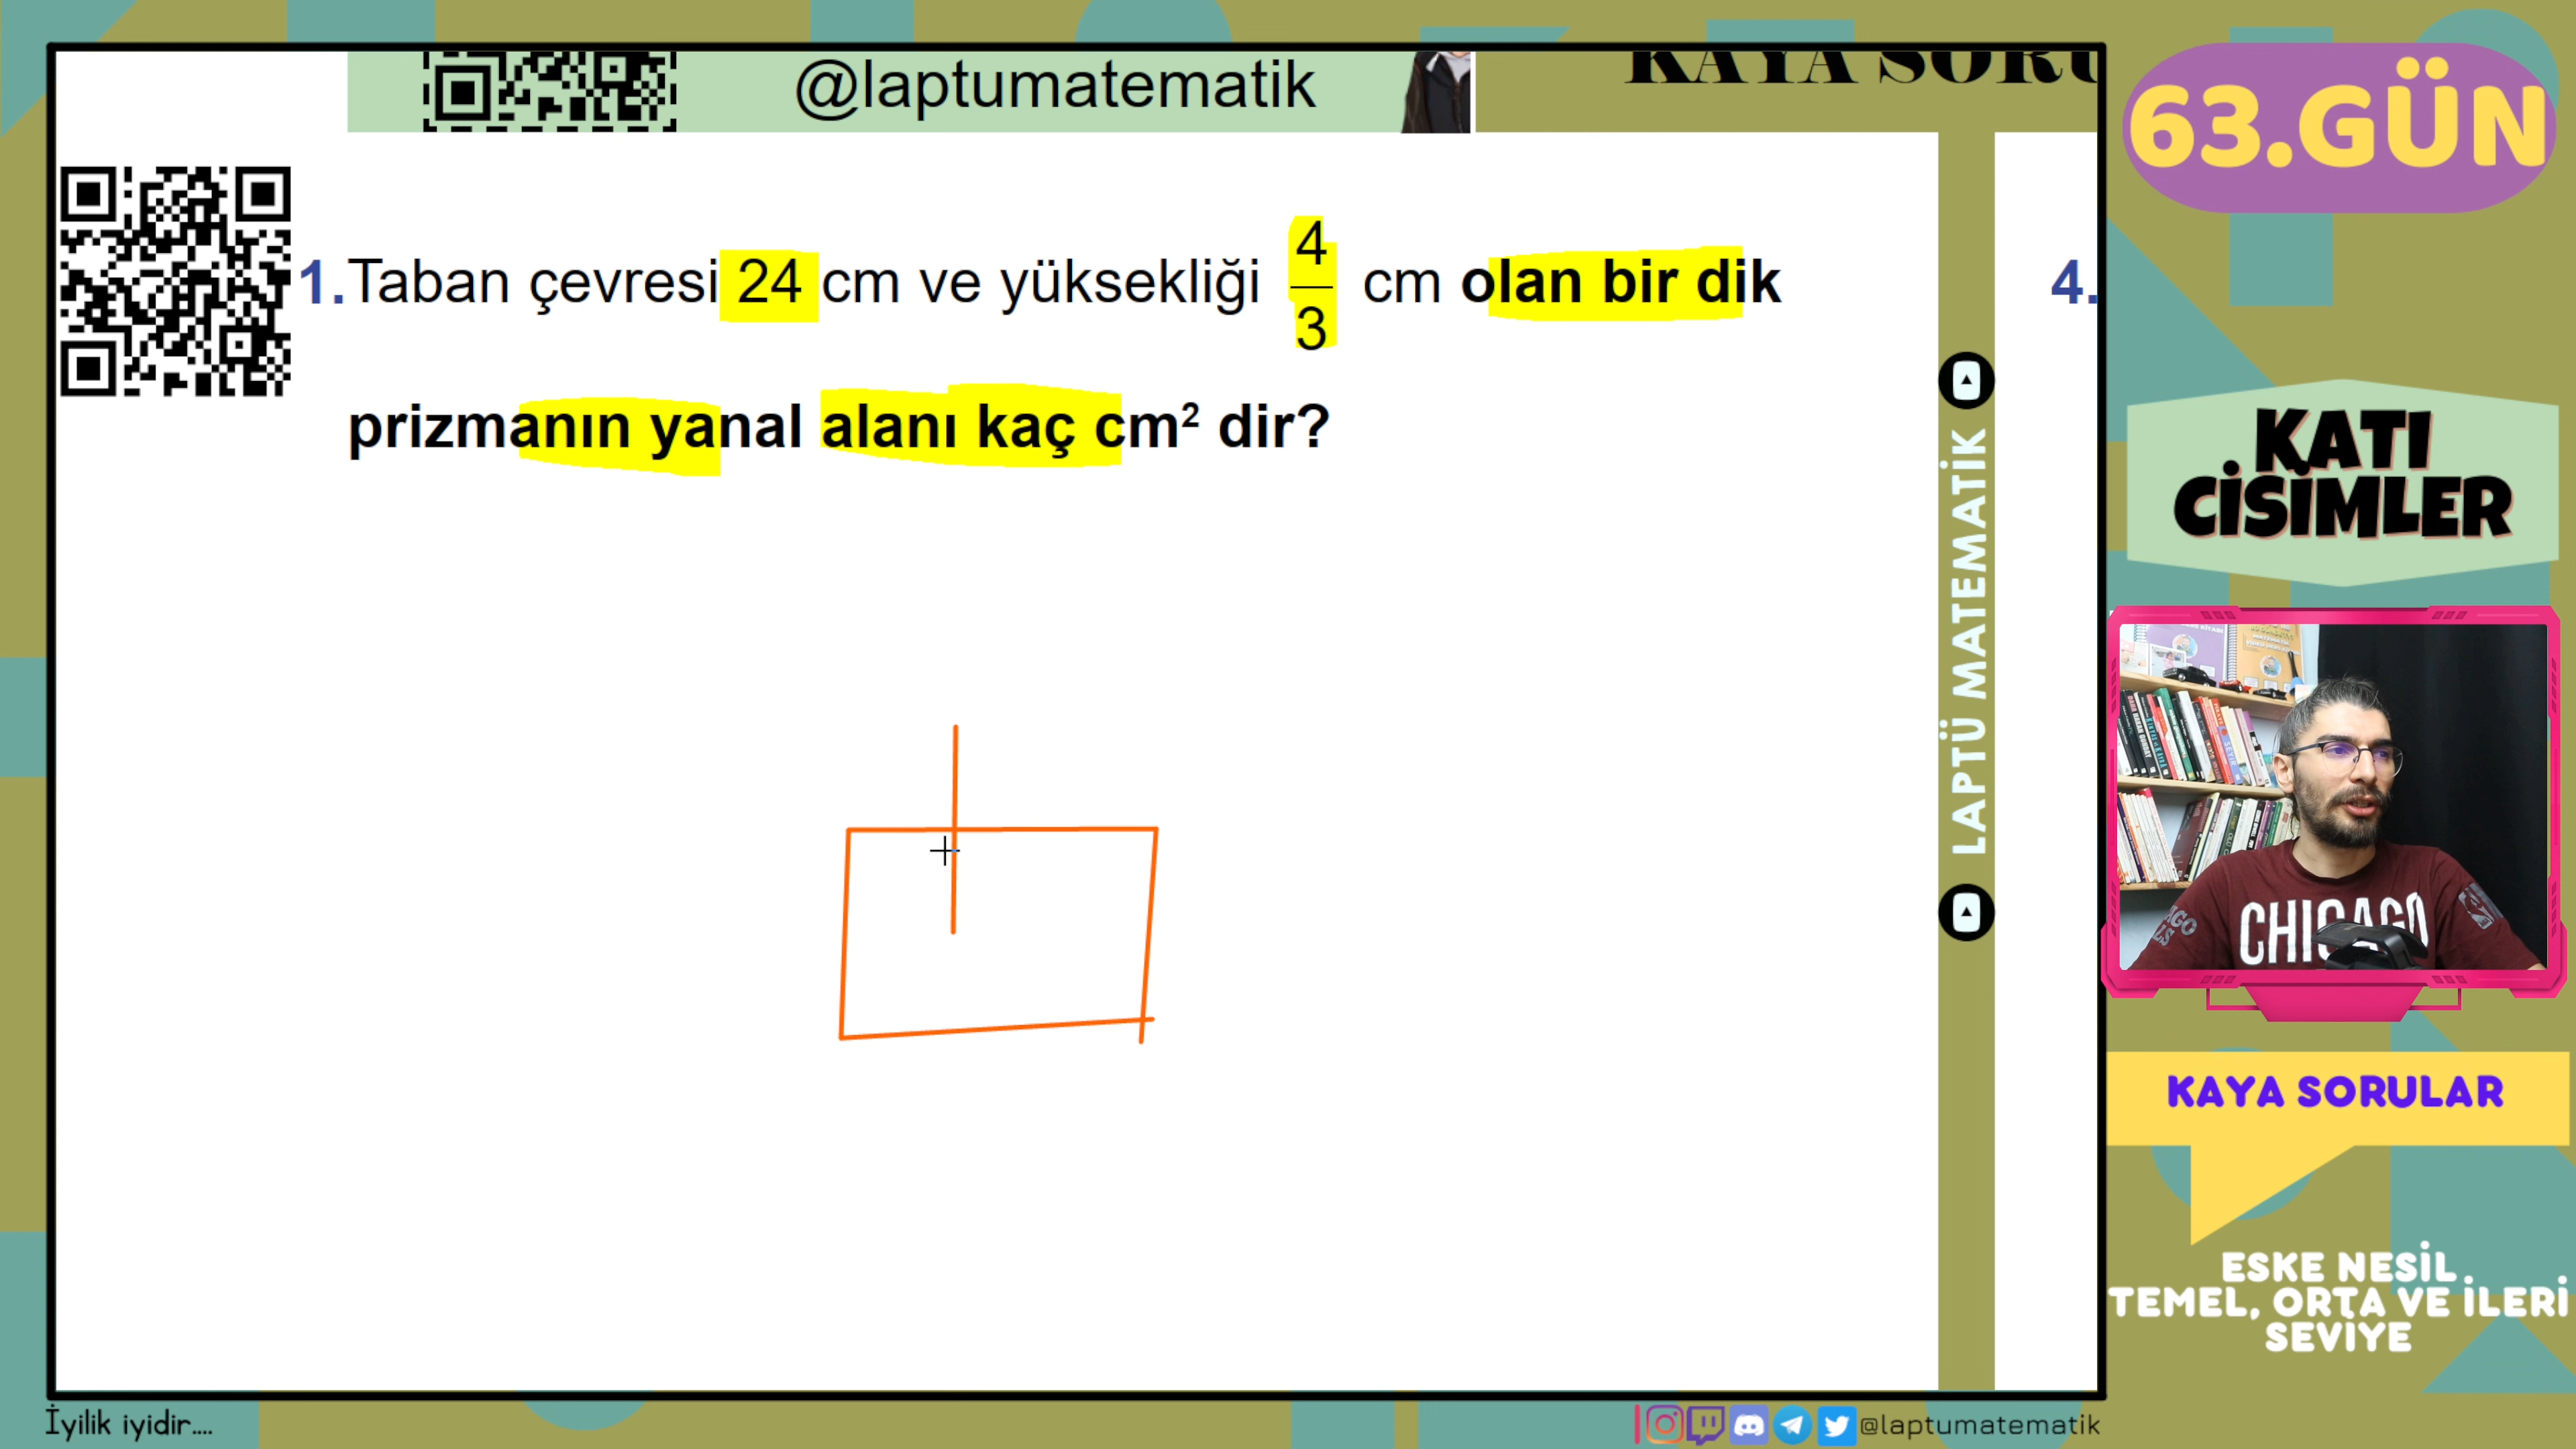 @laptumatematik
KAYA SORU
63.GÜN
1.Taban çevresi 24 cm ve yüksekliği 4/3 cm olan bir dik
prizmanın yanal alanı kaç cm² dir?
4.
LAPTÜ MATEMATİK
KATI
CİSİMLER
CHICAGO
KAYA SORULAR
ESKE NESİL
TEMEL, ORTA VE İLERİ
SEVİYE
İyilik iyidir....
@laptumatematik